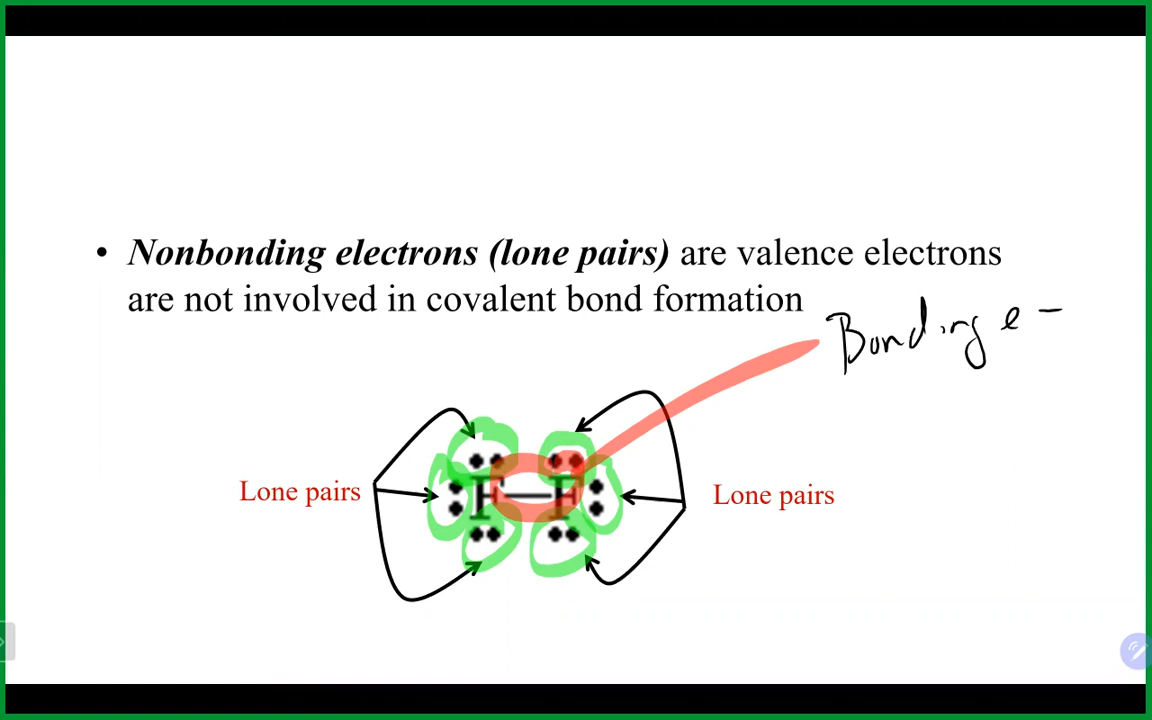 • Nonbonding electrons (lone pairs) are valence electrons
are not involved in covalent bond formation
Bonding e -
Lone pairs
F—F
Lone pairs